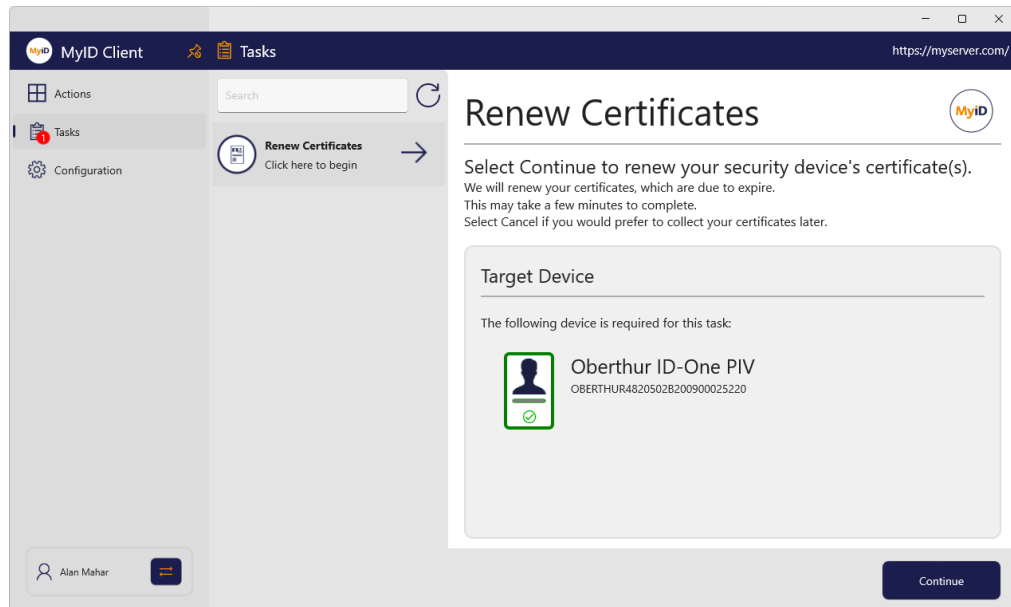 MyiD MyID Client
Tasks
https://myserver.com/
Actions
1
Tasks
Configuration
Alan Mahar
Search
Renew Certificates
Click here to begin
Renew Certificates
MyiD
Select Continue to renew your security device's certificate(s).
We will renew your certificates, which are due to expire.
This may take a few minutes to complete.
Select Cancel if you would prefer to collect your certificates later.
Target Device
The following device is required for this task:
Oberthur ID-One PIV
OBERTHUR4820502B200900025220
Continue